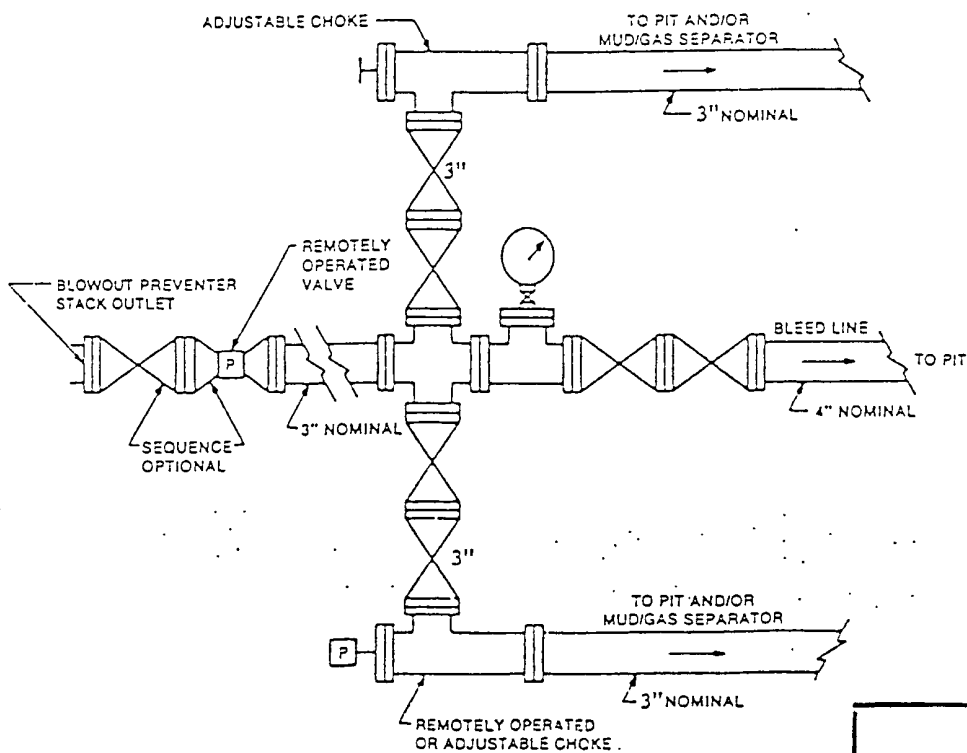 ADJUSTABLE CHOKE
TO PIT AND/OR
MUD/GAS SEPARATOR
3" NOMINAL
3"
REMOTELY
OPERATED
VALVE
BLOWOUT PREVENTER
STACK OUTLET
P
BLEED LINE
TO PIT
4" NOMINAL
3" NOMINAL
SEQUENCE
OPTIONAL
3"
TO PIT AND/OR
MUD/GAS SEPARATOR
P
3" NOMINAL
REMOTELY OPERATED
OR ADJUSTABLE CHOKE.